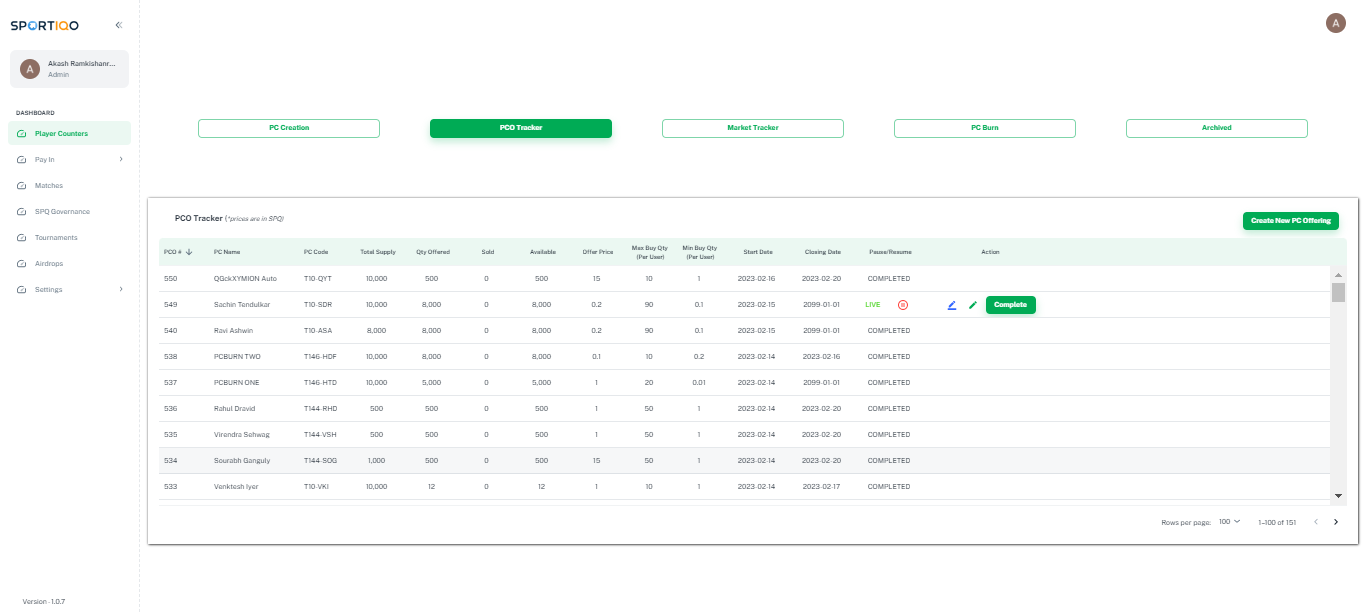 SPORTIQO
A
A
Akash Ramkishanr...
Admin
DASHBOARD
Player Counters
Pay In
Matches
SPQ Governance
Tournaments
Airdrops
Settings
Version -1.0.7
PC Creation
PCO Tracker
Market Tracker
PC Burn
Archived
PCO Tracker (*prices are in SPQ)
Create New PC Offering
PCO # PC Name PC Code Total Supply Qty Offered Sold Available Offer Price Max Buy Qty (Per User) Min Buy Qty (Per User) Start Date Closing Date Pause/Resume Action
550 QGckXYMION Auto T10-QYT 10,000 500 0 500 15 10 1 2023-02-16 2023-02-20 COMPLETED
549 Sachin Tendulkar T10-SDR 10,000 8,000 0 8,000 0.2 90 0.1 2023-02-15 2099-01-01 LIVE Complete
540 Ravi Ashwin T10-ASA 8,000 8,000 0 8,000 0.2 90 0.1 2023-02-15 2099-01-01 COMPLETED
538 PCBURN TWO T146-HDF 10,000 8,000 0 8,000 0.1 10 0.2 2023-02-14 2023-02-16 COMPLETED
537 PCBURN ONE T146-HTD 10,000 5,000 0 5,000 1 20 0.01 2023-02-14 2099-01-01 COMPLETED
536 Rahul Dravid T144-RHD 500 500 0 500 1 50 1 2023-02-14 2023-02-20 COMPLETED
535 Virendra Sehwag T144-VSH 500 500 0 500 1 50 1 2023-02-14 2023-02-20 COMPLETED
534 Sourabh Ganguly T144-SOG 1,000 500 0 500 15 50 1 2023-02-14 2023-02-20 COMPLETED
533 Venktesh Iyer T10-VKI 10,000 12 0 12 1 10 1 2023-02-14 2023-02-17 COMPLETED
Rows per page: 100 1–100 of 151